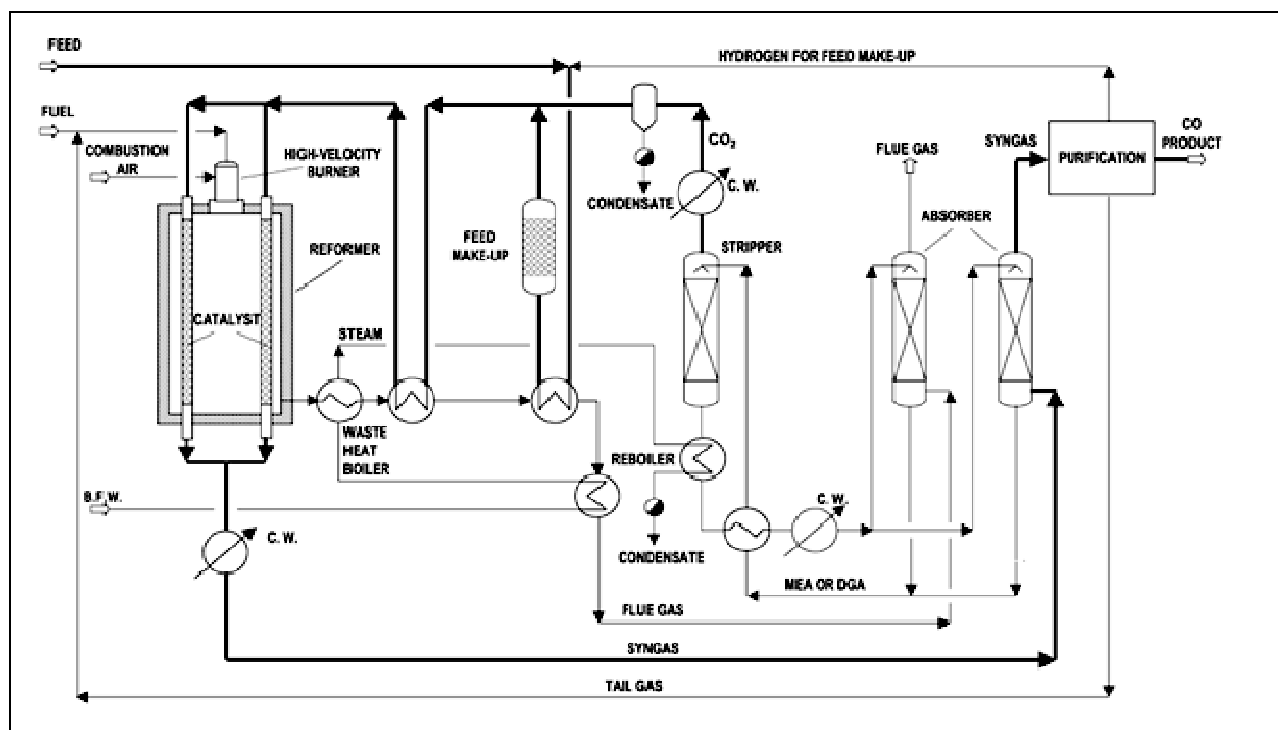 FEED
HYDROGEN FOR FEED MAKE-UP
FUEL
COMBUSTION
AIR
HIGH-VELOCITY
BURNEIR
CO₂
FLUE GAS
SYNGAS
CO
PRODUCT
PURIFICATION
C. W.
CONDENSATE
ABSORBER
REFORMER
FEED
MAKE-UP
STRIPPER
CATALYST
STEAM
WASTE
HEAT
BIOILER
REBOILER
B.F.W.
C. W.
C. W.
CONDENSATE
MIEA OR DGA
FLUE GAS
SYNGAS
TAIL GAS